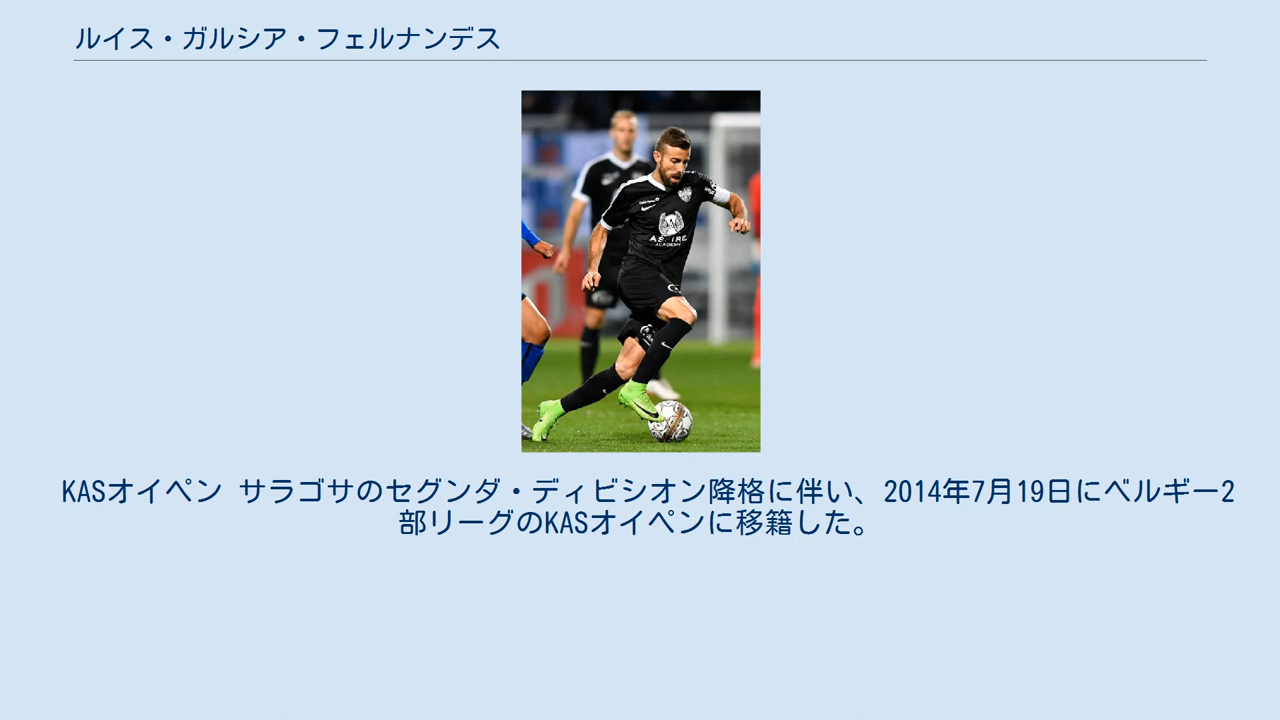 ルイス・ガルシア・フェルナンデス
ASPIRE
ACADEMY
KASオイペン サラゴサのセグンダ・ディビシオン降格に伴い、2014年7月19日にベルギー2
部リーグのKASオイペンに移籍した。